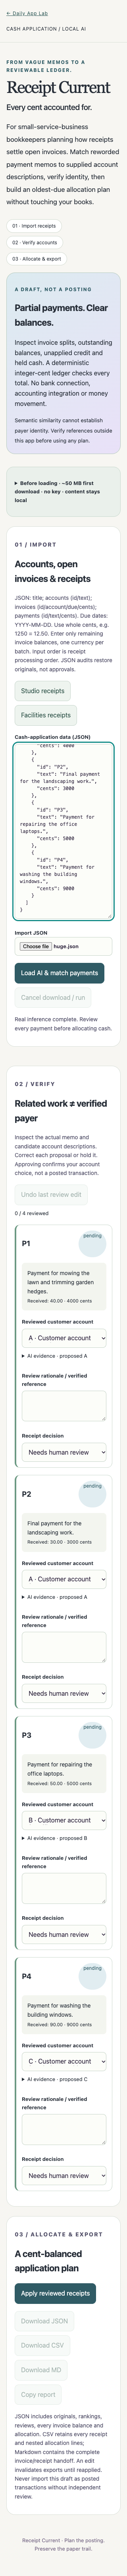 ← Daily App Lab
CASH APPLICATION / LOCAL AI
FROM VAGUE MEMOS TO A
REVIEWABLE LEDGER.
Receipt Current
Every cent accounted for.
For small-service-business
bookkeepers planning how receipts
settle open invoices. Match reworded
payment memos to supplied account
descriptions, verify identity, then
build an oldest-due allocation plan
without touching your books.
01 · Import receipts
02 · Verify accounts
03 · Allocate & export
A DRAFT, NOT A POSTING
Partial payments. Clear
balances.
Inspect invoice splits, outstanding
balances, unapplied credit and
held cash. A deterministic
integer-cent ledger checks every
total. No bank connection,
accounting integration or money
movement.
Semantic similarity cannot establish
payer identity. Verify references outside
this app before using any plan.
▶ Before loading · ~50 MB first
download · no key · content stays
local
01 / IMPORT
Accounts, open
invoices & receipts
JSON: title; accounts (id/text);
invoices (id/account/due/cents);
payments (id/text/cents). Due dates:
YYYY-MM-DD. Use whole cents, e.g.
1250 = 12.50. Enter only remaining
invoice balances, one currency per
batch. Input order is receipt
processing order. JSON audits restore
originals, not approvals.
Studio receipts
Facilities receipts
Cash-application data (JSON)
"cents": 4000
},
{
"id": "P2",
"text": "Final payment
for the landscaping work.",
"cents": 3000
},
{
"id": "P3",
"text": "Payment for
repairing the office
laptops.",
"cents": 5000
},
{
"id": "P4",
"text": "Payment for
washing the building
windows.",
"cents": 9000
}
]
}
Import JSON
Choose file huge.json
Load AI & match payments
Cancel download / run
Real inference complete. Review
every payment before allocating cash.
02 / VERIFY
Related work ≠ verified
payer
Inspect the actual memo and
candidate account descriptions.
Correct each proposal or hold it.
Approving confirms your account
choice, not a posted transaction.
Undo last review edit
0 / 4 reviewed
P1
pending
Payment for mowing the
lawn and trimming garden
hedges.
Received: 40.00 · 4000 cents
Reviewed customer account
A · Customer account
▶ AI evidence · proposed A
Review rationale / verified
reference
Receipt decision
Needs human review
P2
pending
Final payment for the
landscaping work.
Received: 30.00 · 3000 cents
Reviewed customer account
A · Customer account
▶ AI evidence · proposed A
Review rationale / verified
reference
Receipt decision
Needs human review
P3
pending
Payment for repairing the
office laptops.
Received: 50.00 · 5000 cents
Reviewed customer account
B · Customer account
▶ AI evidence · proposed B
Review rationale / verified
reference
Receipt decision
Needs human review
P4
pending
Payment for washing the
building windows.
Received: 90.00 · 9000 cents
Reviewed customer account
C · Customer account
▶ AI evidence · proposed C
Review rationale / verified
reference
Receipt decision
Needs human review
03 / ALLOCATE & EXPORT
A cent-balanced
application plan
Apply reviewed receipts
Download JSON
Download CSV
Download MD
Copy report
JSON includes originals, rankings,
reviews, every invoice balance and
allocation. CSV retains every receipt
and nested allocation lines;
Markdown contains the complete
invoice/receipt handoff. An edit
invalidates exports until reapplied.
Never import this draft as posted
transactions without independent
review.
Receipt Current · Plan the posting.
Preserve the paper trail.